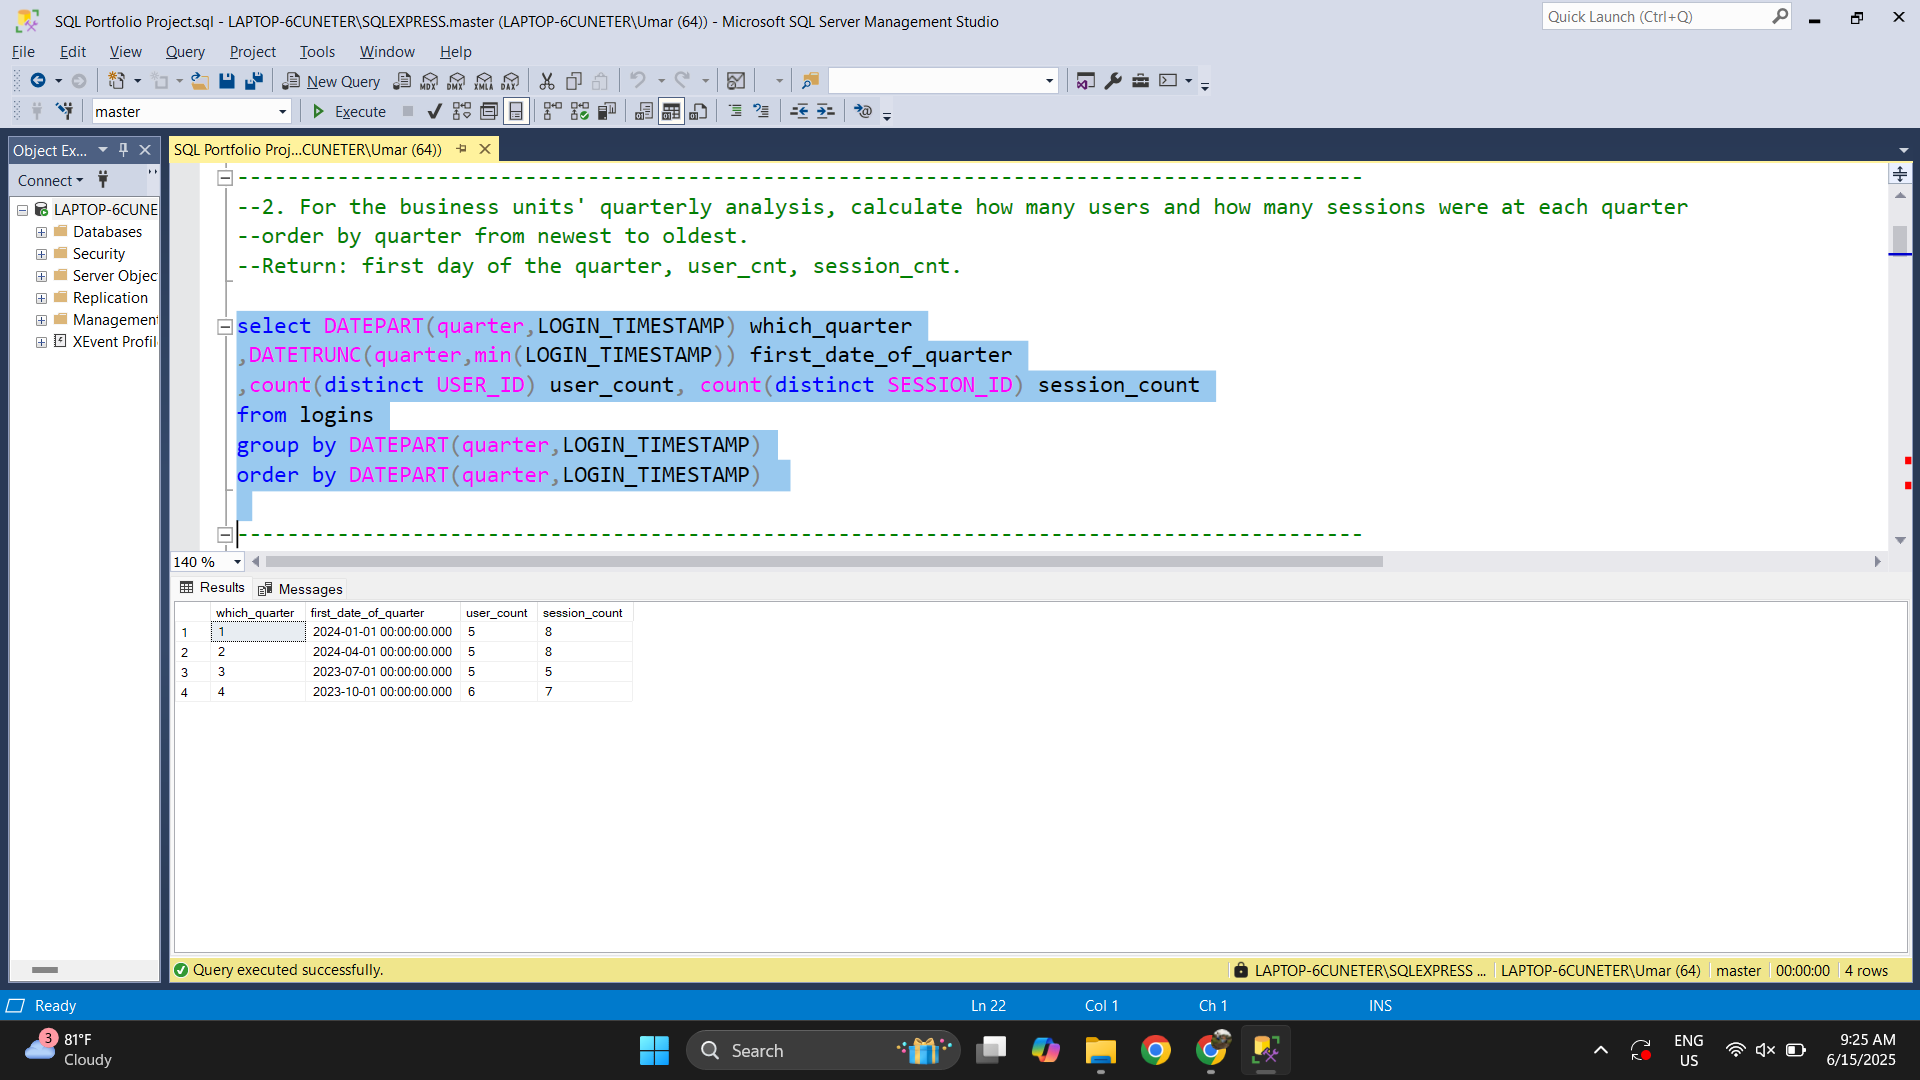 SQL Portfolio Project.sql - LAPTOP-6CUNETER\SQLEXPRESS.master (LAPTOP-6CUNETER\Umar (64)) - Microsoft SQL Server Management Studio
Quick Launch (Ctrl+Q)
File Edit View Query Project Tools Window Help
New Query MDX DMX XMLA DAX
master
Execute
Object Ex...
SQL Portfolio Proj...CUNETER\Umar (64))
Connect
LAPTOP-6CUNE
Databases
Security
Server Objec
Replication
Management
XEvent Profil
--2. For the business units' quarterly analysis, calculate how many users and how many sessions were at each quarter
--order by quarter from newest to oldest.
--Return: first day of the quarter, user_cnt, session_cnt.
select DATEPART(quarter,LOGIN_TIMESTAMP) which_quarter
,DATETRUNC(quarter,min(LOGIN_TIMESTAMP)) first_date_of_quarter
,count(distinct USER_ID) user_count, count(distinct SESSION_ID) session_count
from logins
group by DATEPART(quarter,LOGIN_TIMESTAMP)
order by DATEPART(quarter,LOGIN_TIMESTAMP)
140 %
Results Messages
which_quarter first_date_of_quarter user_count session_count
1 1 2024-01-01 00:00:00.000 5 8
2 2 2024-04-01 00:00:00.000 5 8
3 3 2023-07-01 00:00:00.000 5 5
4 4 2023-10-01 00:00:00.000 6 7
Query executed successfully.
LAPTOP-6CUNETER\SQLEXPRESS ... LAPTOP-6CUNETER\Umar (64) master 00:00:00 4 rows
Ready
Ln 22 Col 1 Ch 1 INS
3
81°F
Cloudy
Search
ENG
US
9:25 AM
6/15/2025